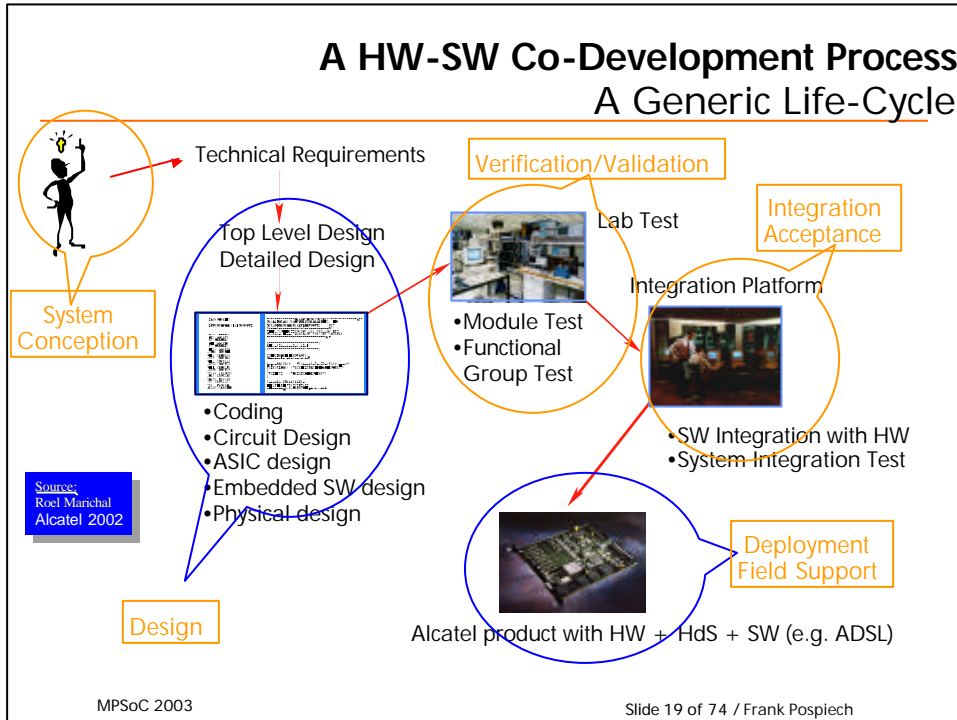 A HW-SW Co-Development Process
A Generic Life-Cycle
Technical Requirements
Verification/Validation
Top Level Design
Detailed Design
Lab Test
Integration
Acceptance
System
Conception
Integration Platform
•Module Test
•Functional
Group Test
•Coding
•Circuit Design
•ASIC design
•Embedded SW design
•Physical design
•SW Integration with HW
•System Integration Test
Source:
Roel Marichal
Alcatel 2002
Deployment
Field Support
Design
Alcatel product with HW + HdS + SW (e.g. ADSL)
MPSoC 2003
Slide 19 of 74 / Frank Pospiech